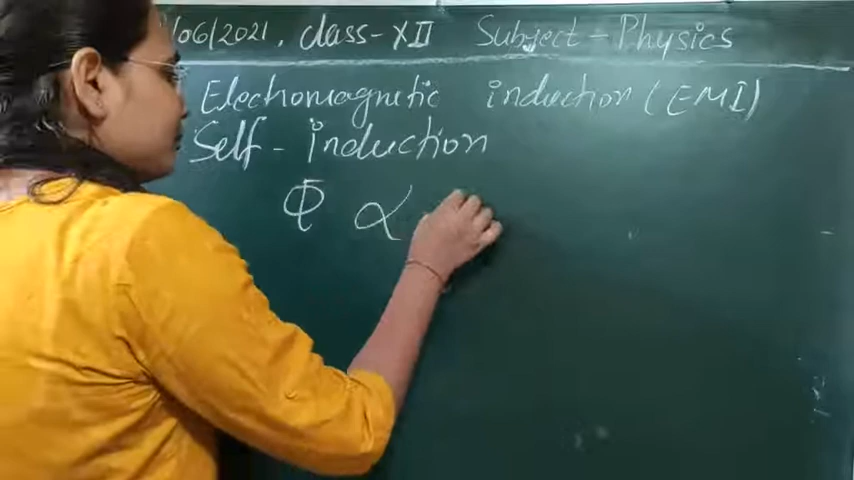 /06/2021, class-XII Subject-Physics
Electromagnetic induction (EMI)
Self-induction
Φ ∝